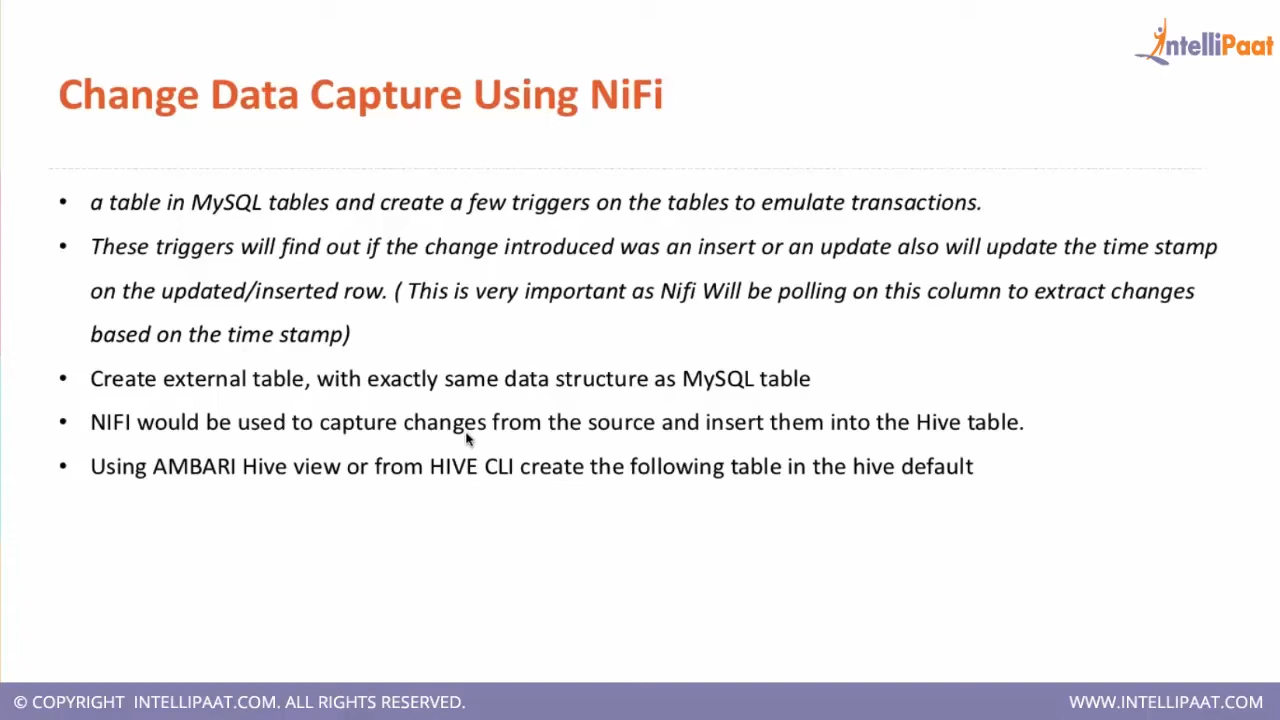 IntelliPaat
Change Data Capture Using NiFi
• a table in MySQL tables and create a few triggers on the tables to emulate transactions.
• These triggers will find out if the change introduced was an insert or an update also will update the time stamp
on the updated/inserted row. ( This is very important as Nifi Will be polling on this column to extract changes
based on the time stamp)
• Create external table, with exactly same data structure as MySQL table
• NIFI would be used to capture changes from the source and insert them into the Hive table.
• Using AMBARI Hive view or from HIVE CLI create the following table in the hive default
© COPYRIGHT INTELLIPAAT.COM. ALL RIGHTS RESERVED.
WWW.INTELLIPAAT.COM